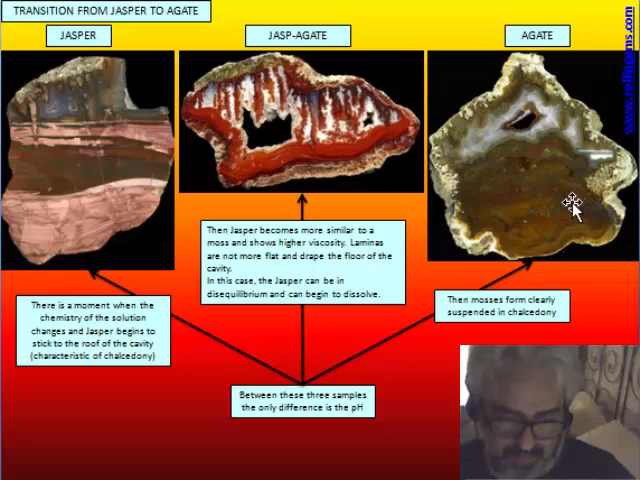 TRANSITION FROM JASPER TO AGATE
JASPER
JASP-AGATE
AGATE
www.rollingems.com
Then Jasper becomes more similar to a
moss and shows higher viscosity. Laminas
are not more flat and drape the floor of the
cavity.
In this case, the Jasper can be in
disequilibrium and can begin to dissolve.
There is a moment when the
chemistry of the solution
changes and Jasper begins to
stick to the roof of the cavity
(characteristic of chalcedony)
Then mosses form clearly
suspended in chalcedony
Between these three samples
the only difference is the pH